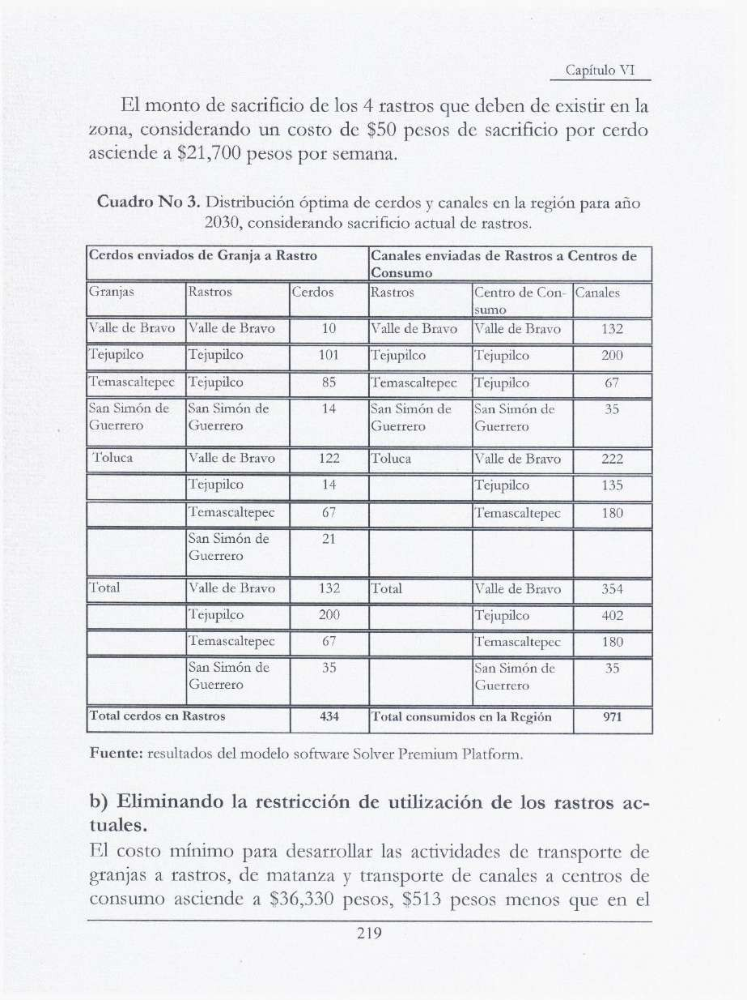 Capítulo VI
El monto de sacrificio de los 4 rastros que deben de existir en la
zona, considerando un costo de $50 pesos de sacrificio por cerdo
asciende a $21,700 pesos por semana.
Cuadro No 3. Distribución óptima de cerdos y canales en la región para año
2030, considerando sacrificio actual de rastros.
Cerdos enviados de Granja a Rastro Canales enviadas de Rastros a Centros de
Consumo
Granjas Rastros Cerdos Rastros Centro de Con- Canales
sumo
Valle de Bravo Valle de Bravo 10 Valle de Bravo Valle de Bravo 132
Tejupilco Tejupilco 101 Tejupilco Tejupilco 200
Temascaltepec Tejupilco 85 Temascaltepec Tejupilco 67
San Simón de San Simón de 14 San Simón de San Simón de 35
Guerrero Guerrero Guerrero Guerrero
Toluca Valle de Bravo 122 Toluca Valle de Bravo 222
Tejupilco 14 Tejupilco 135
Temascaltepec 67 Temascaltepec 180
San Simón de 21
Guerrero
Total Valle de Bravo 132 Total Valle de Bravo 354
Tejupilco 200 Tejupilco 402
Temascaltepec 67 Temascaltepec 180
San Simón de 35 San Simón de 35
Guerrero Guerrero
Total cerdos en Rastros 434 Total consumidos en la Región 971
Fuente: resultados del modelo software Solver Premium Platform.
b) Eliminando la restricción de utilización de los rastros ac-
tuales.
El costo mínimo para desarrollar las actividades de transporte de
granjas a rastros, de matanza y transporte de canales a centros de
consumo asciende a $36,330 pesos, $513 pesos menos que en el
219